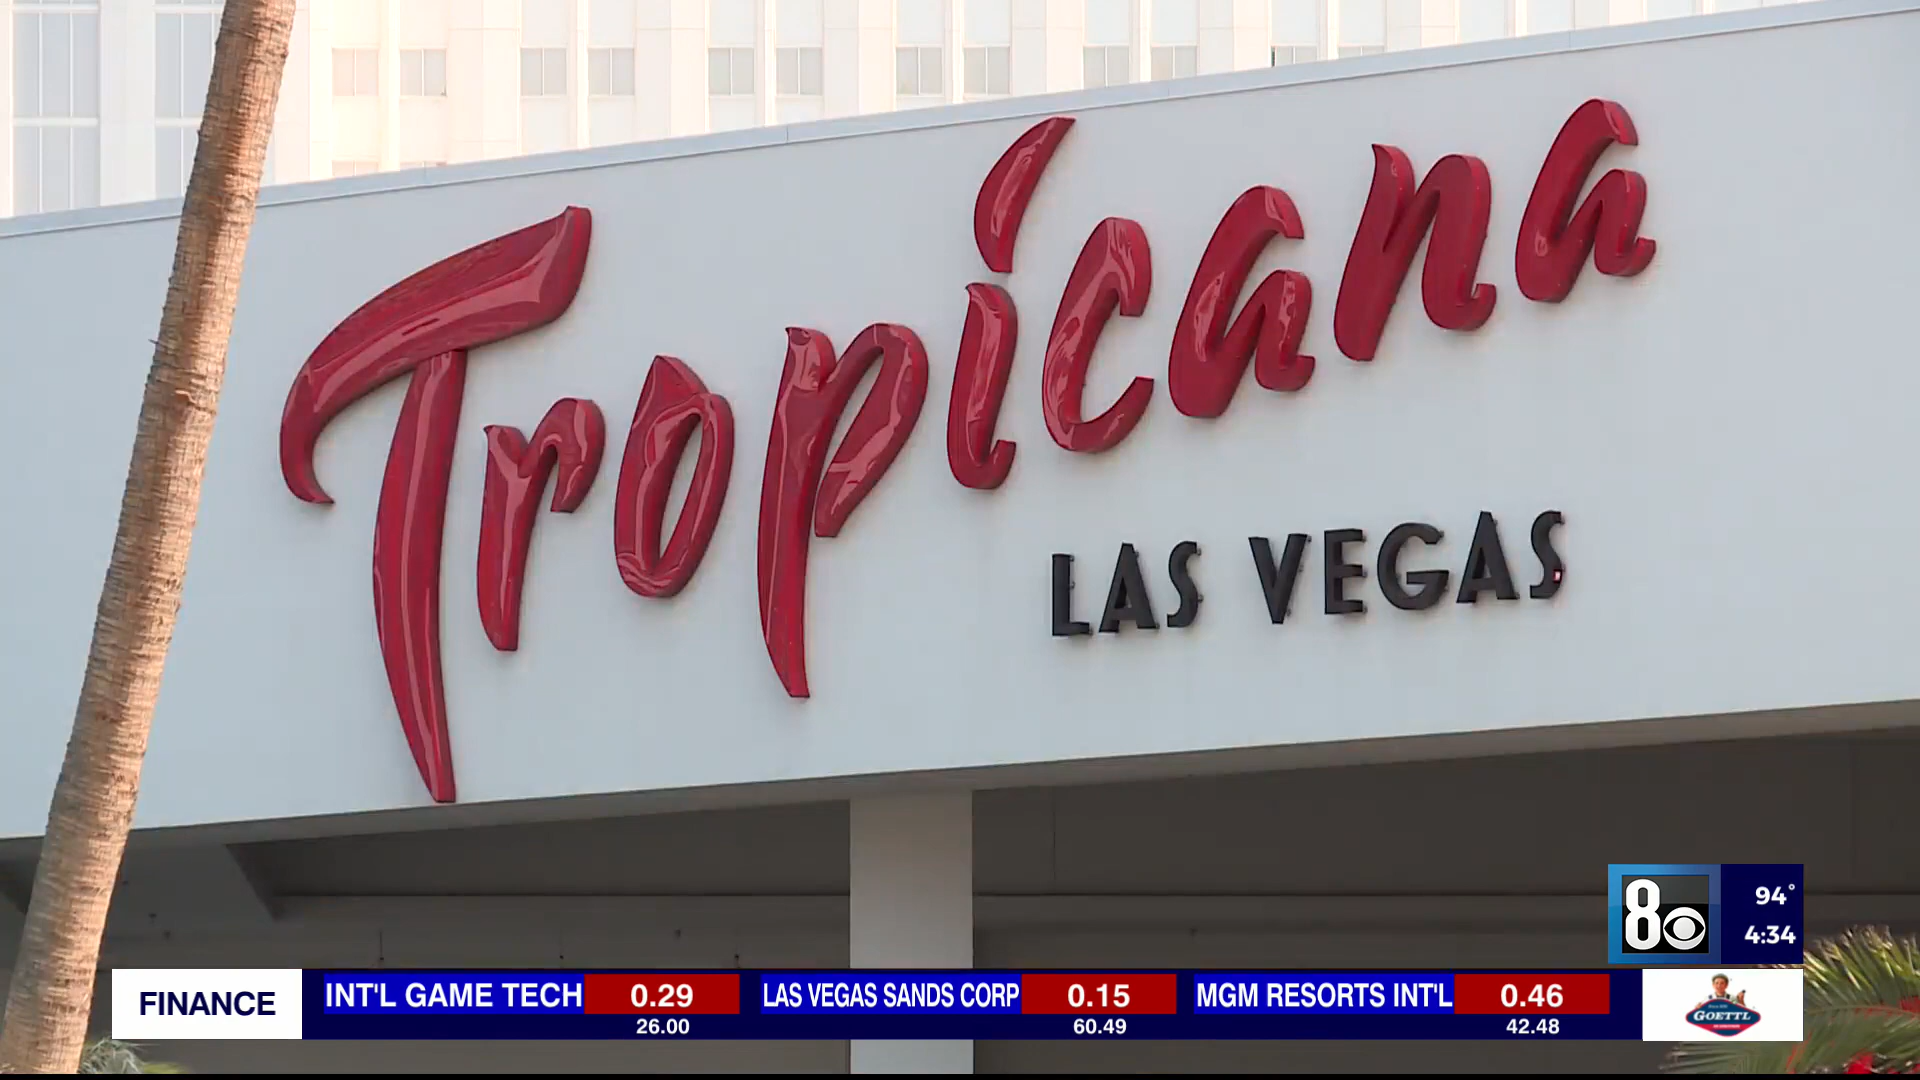 Tropicana
LAS VEGAS
8
94°
4:34
FINANCE
INT'L GAME TECH 0.29
26.00
LAS VEGAS SANDS CORP 0.15
60.49
MGM RESORTS INT'L 0.46
42.48
GOETTL